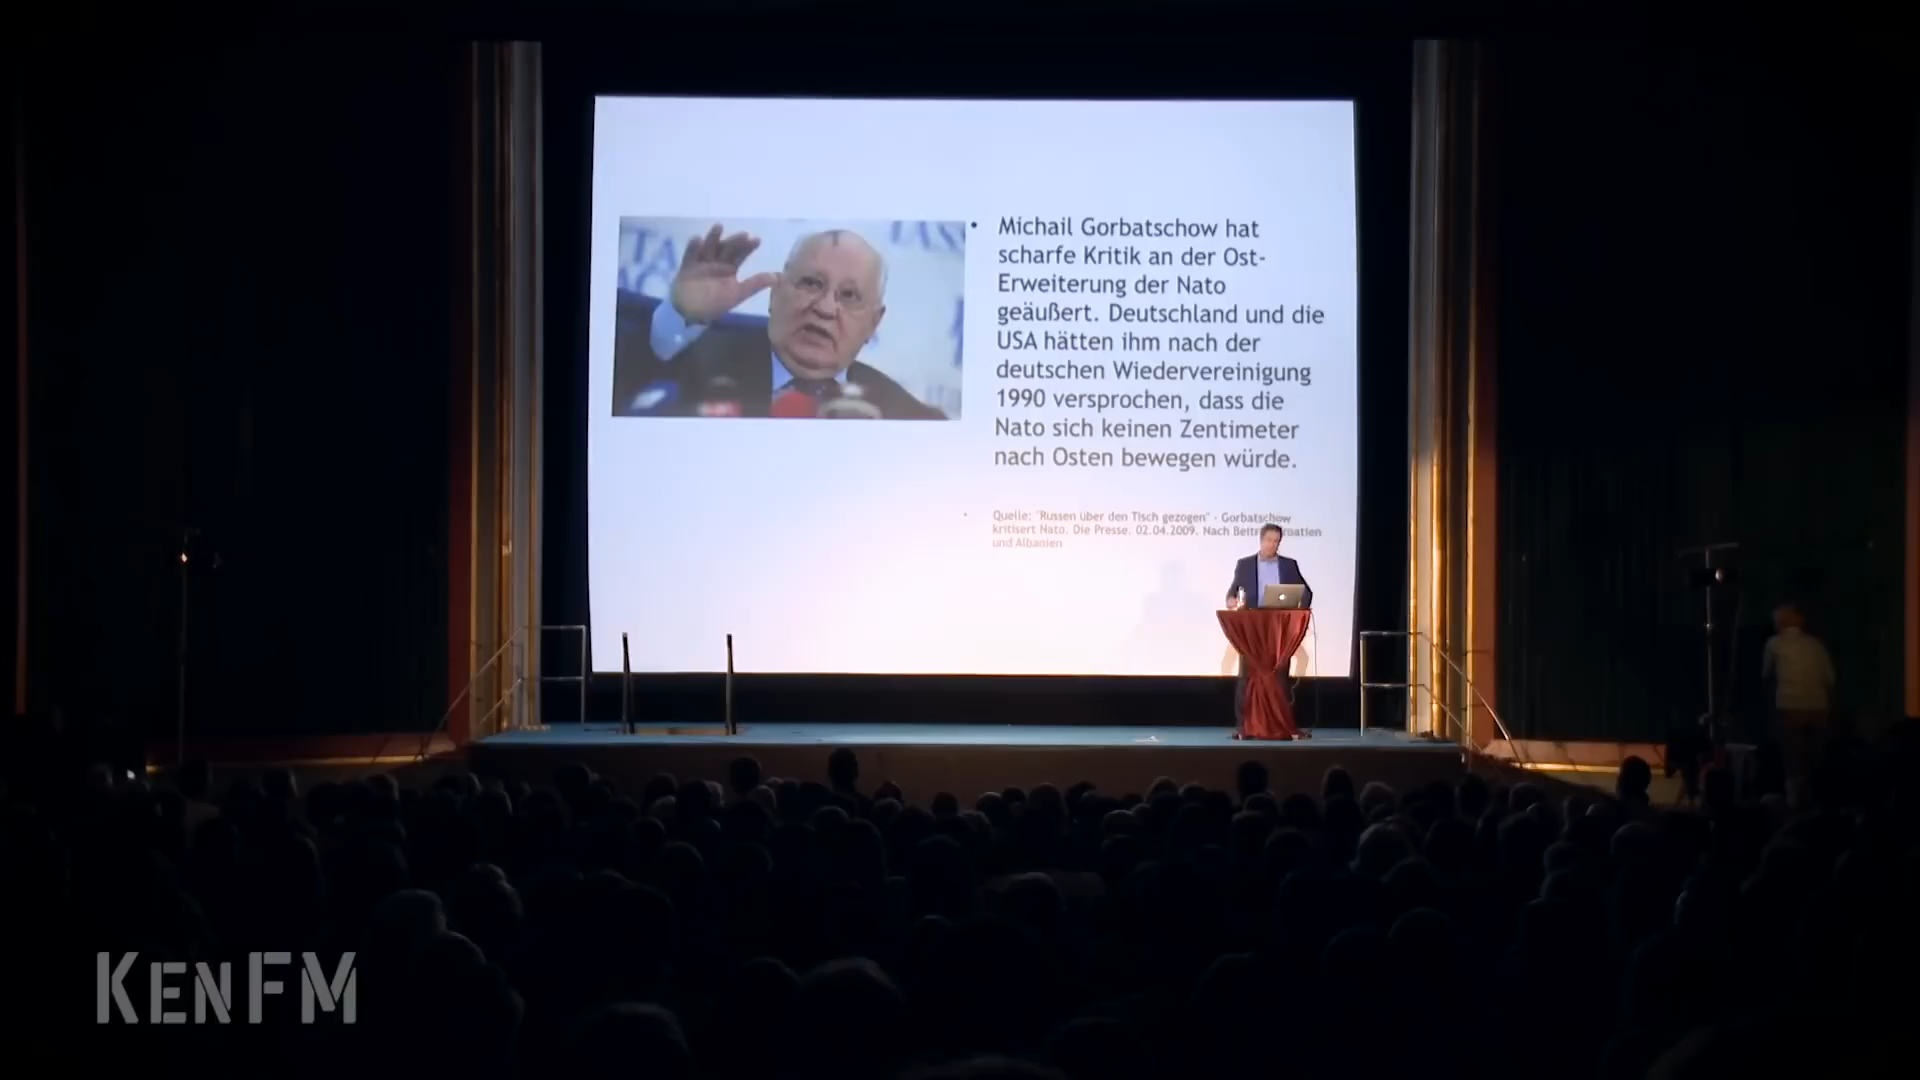 Michail Gorbatschow hat
scharfe Kritik an der Ost-
Erweiterung der Nato
geäußert. Deutschland und die
USA hätten ihm nach der
deutschen Wiedervereinigung
1990 versprochen, dass die
Nato sich keinen Zentimeter
nach Osten bewegen würde.
Quelle: "Russen über den Tisch gezogen" - Gorbatschow
kritisert Nato. Die Presse. 02.04.2009. Nach
und Albanien
KENFM